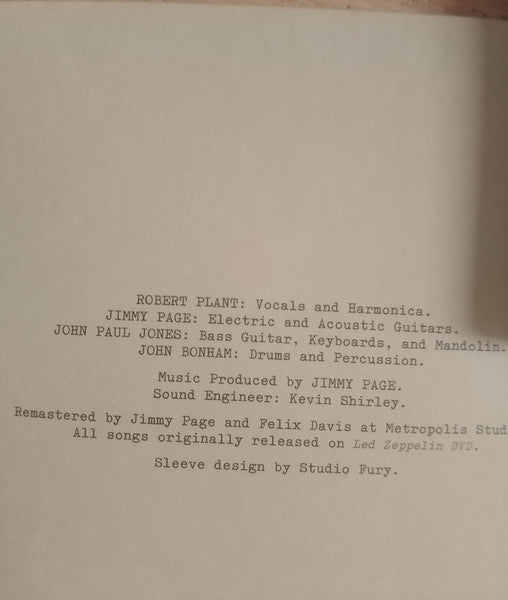 ROBERT PLANT: Vocals and Harmonica.
JIMMY PAGE: Electric and Acoustic Guitars.
JOHN PAUL JONES: Bass Guitar, Keyboards, and Mandolin.
JOHN BONHAM: Drums and Percussion.
Music Produced by JIMMY PAGE.
Sound Engineer: Kevin Shirley.
Remastered by Jimmy Page and Felix Davis at Metropolis Stud
All songs originally released on Led Zeppelin DVD.
Sleeve design by Studio Fury.